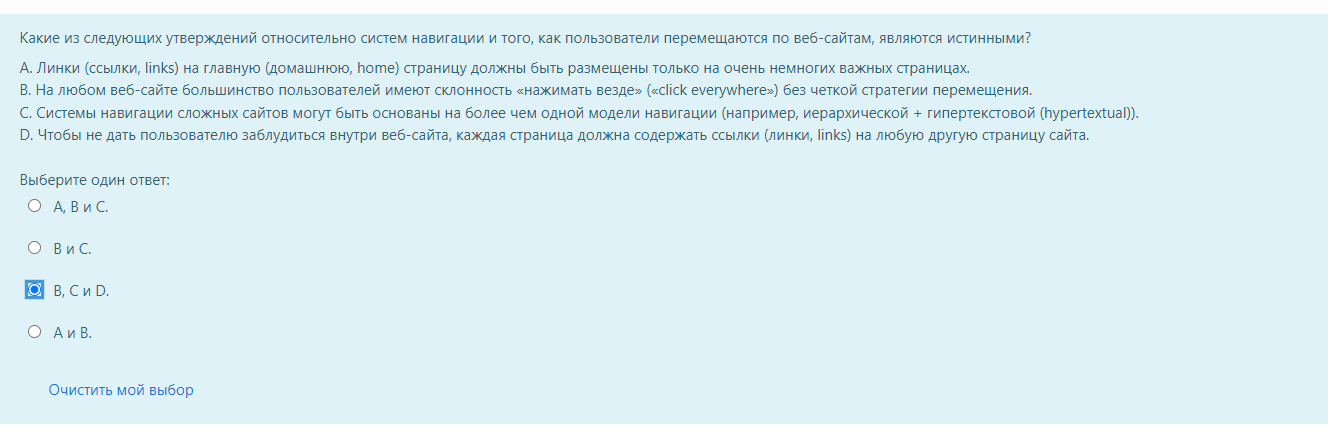 Какие из следующих утверждений относительно систем навигации и того, как пользователи перемещаются по веб-сайтам, являются истинными?
A. Линки (ссылки, links) на главную (домашнюю, home) страницу должны быть размещены только на очень немногих важных страницах.
B. На любом веб-сайте большинство пользователей имеют склонность «нажимать везде» («click everywhere») без четкой стратегии перемещения.
C. Системы навигации сложных сайтов могут быть основаны на более чем одной модели навигации (например, иерархической + гипертекстовой (hypertextual)).
D. Чтобы не дать пользователю заблудиться внутри веб-сайта, каждая страница должна содержать ссылки (линки, links) на любую другую страницу сайта.
Выберите один ответ:
A, B и C.
B и C.
B, C и D.
A и B.
Очистить мой выбор